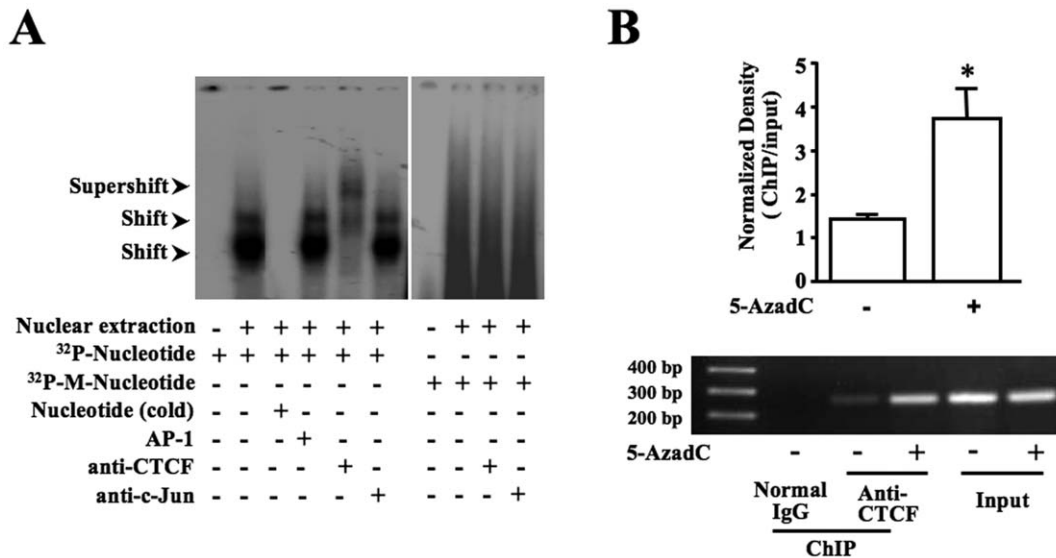 A
Supershift
Shift
Shift
Nuclear extraction - + + + + + - + + +
³²P-Nucleotide + + + + + + - - - -
³²P-M-Nucleotide - - - - - - + + + +
Nucleotide (cold) - - + - - - - - - -
AP-1 - - - + - - - - - -
anti-CTCF - - - - + - - - + -
anti-c-Jun - - - - - + - - - +
B
Normalized Density
( ChIP/input)
5
4
3
2
1
0
*
5-AzadC - +
400 bp
300 bp
200 bp
5-AzadC - - + - +
Normal
IgG
Anti-
CTCF
Input
ChIP